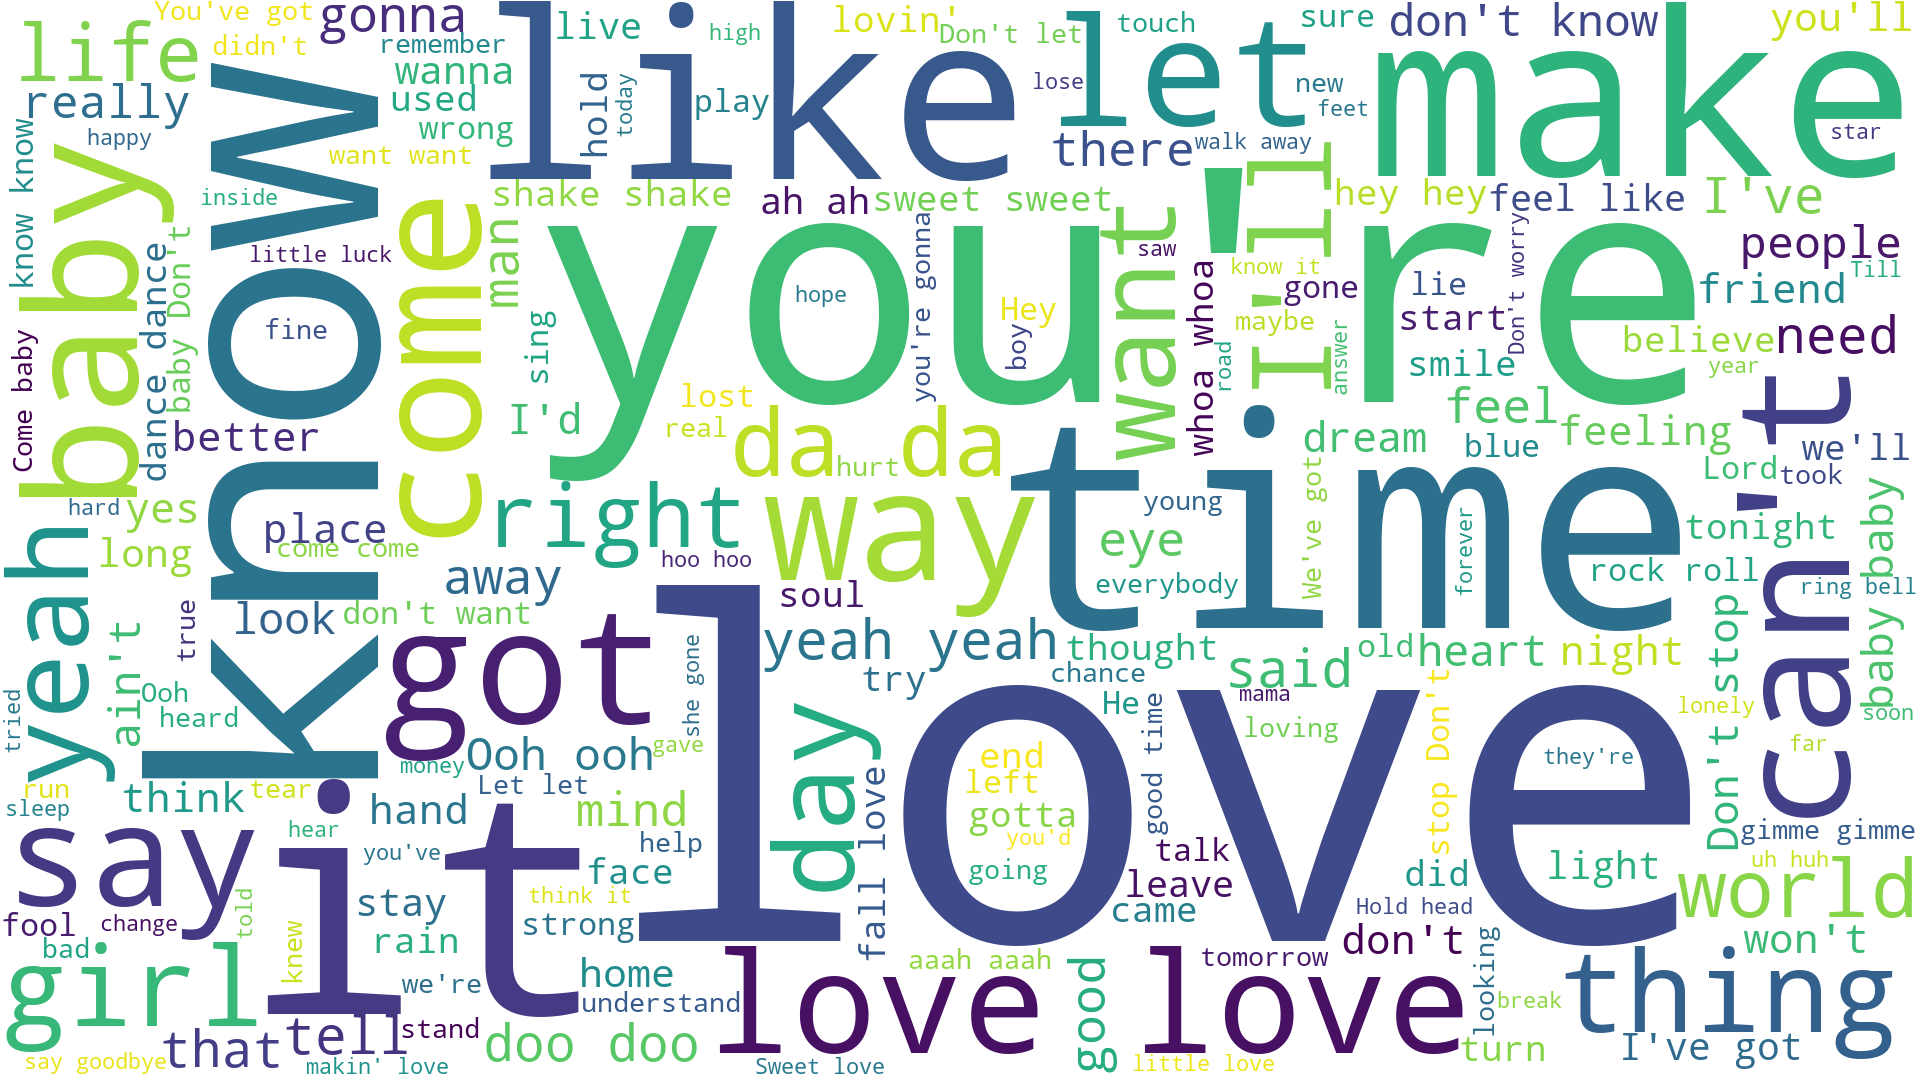 You've got
gonna
lovin'
like
let
touch
sure
don't know
make
you'll
life
didn't
remember
live
high
Don't let
wanna
hold
today
play
lose
new
feet
really
used
wrong
happy
want want
there
walk away
star
know know
baby
know
inside
shake shake
ah ah
sweet sweet
I'll
hey hey
feel like
I've
come
man
you're
you're gonna
want
saw
whoa whoa
know it
Don't worry
people
Till
little luck
dance dance
baby Don't
fine
hope
Hey
boy
gone
lie
friend
maybe
start
sing
road
answer
believe
need
year
smile
Come baby
better
I'd
lost
real
da da
hurt
dream
feel
feeling
blue
can't
we'll
Lord
took
hard
yes
place
right
way
time
young
We've got
forever
tonight
baby baby
long
come come
hoo hoo
eye
everybody
rock roll
ring bell
yeah
away
soul
true
look
don't want
got
love
yeah yeah
thought
said
old
heart
night
ain't
Ooh
heard
she gone
try
chance
He
mama
loving
good time
stop Don't
lonely
Don't stop
soon
tried
Ooh ooh
gave
money
day
end
left
they're
far
run
sleep
think
tear
it
hand
Let let
mind
fall love
gotta
you'd
gimme gimme
say
hear
you've
help
face
going
talk
light
uh huh
leave
did
world
fool
change
told
stay
think it
strong
came
Hold head
bad
knew
rain
don't
won't
girl
we're
home
understand
love love
aaah aaah
good
tomorrow
looking
break
thing
that
tell
stand
doo doo
turn
I've got
say goodbye
makin' love
Sweet love
little love